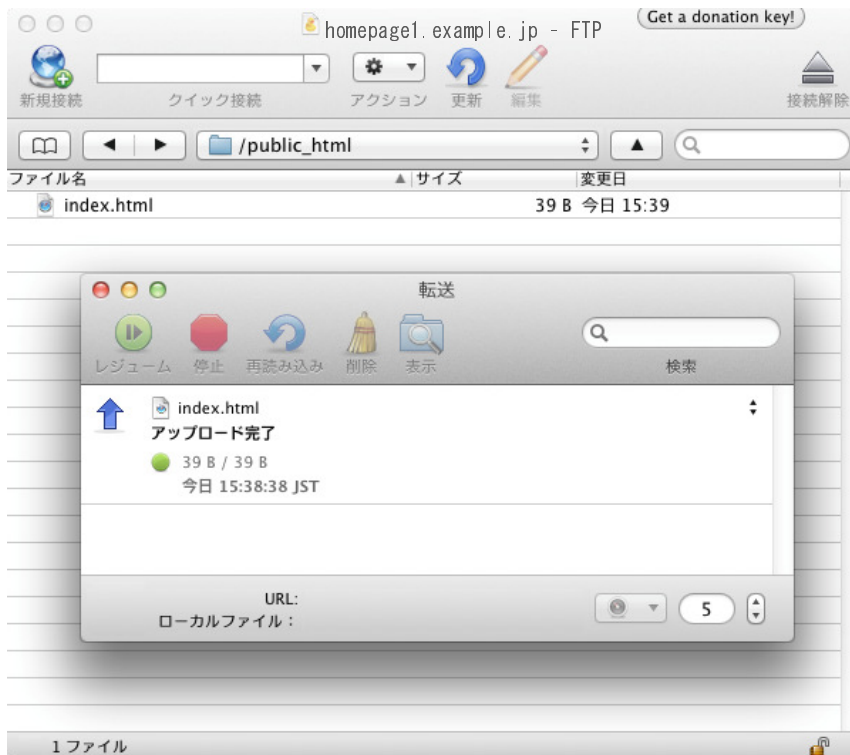 homepage1.example.jp - FTP
Get a donation key!
新規接続
クイック接続
アクション
更新
編集
接続解除
/public_html
ファイル名 サイズ 変更日
index.html 39 B 今日 15:39
転送
レジューム 停止 再読み込み 削除 表示 検索
index.html
アップロード完了
39 B / 39 B
今日 15:38:38 JST
URL:
ローカルファイル：
5
1 ファイル